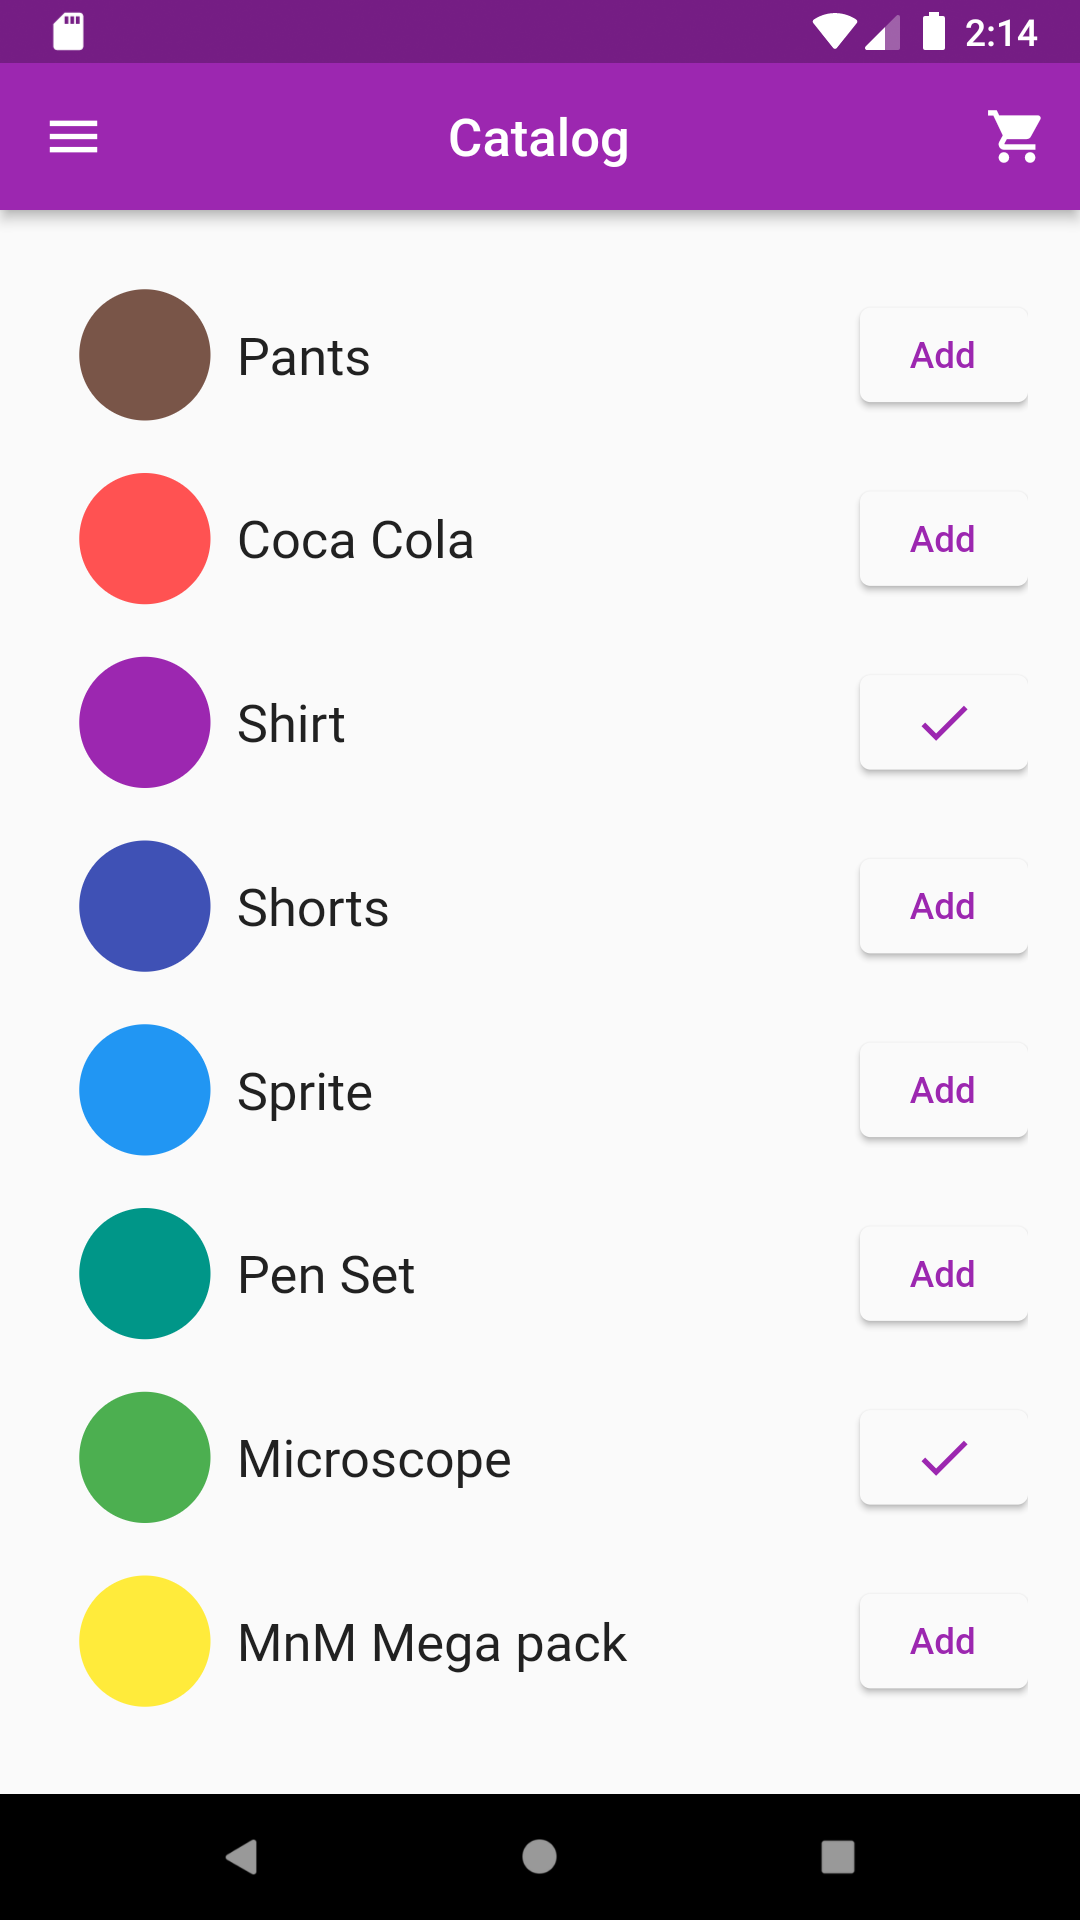 2:14
Catalog
Pants Add
Coca Cola Add
Shirt
Shorts Add
Sprite Add
Pen Set Add
Microscope
MnM Mega pack Add